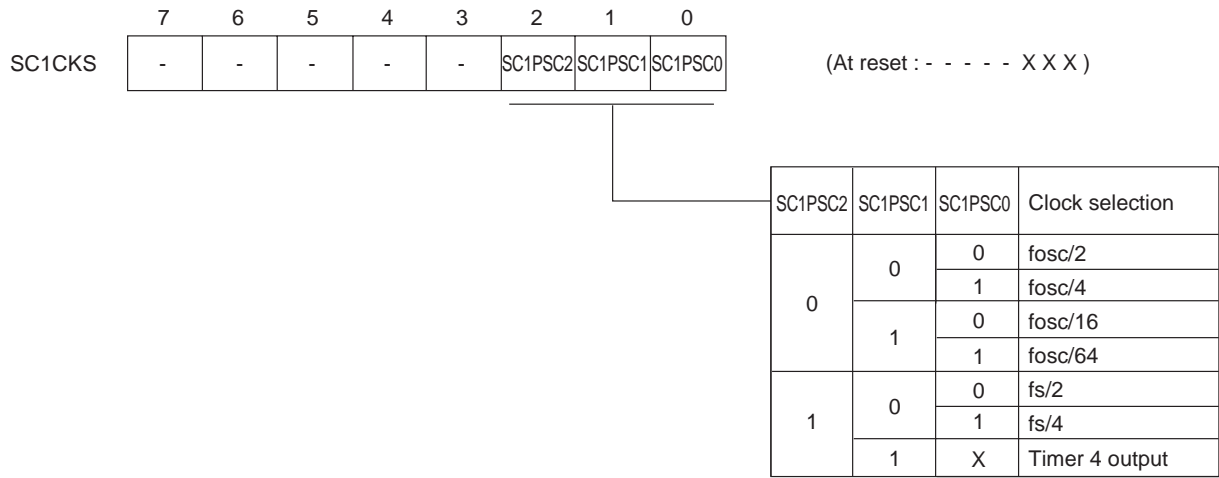 7 6 5 4 3 2 1 0
SC1CKS - - - - - SC1PSC2 SC1PSC1 SC1PSC0 (At reset : - - - - - X X X )
SC1PSC2 SC1PSC1 SC1PSC0 Clock selection
0 0 0 fosc/2
1 fosc/4
1 0 fosc/16
1 fosc/64
1 0 0 fs/2
1 fs/4
1 X Timer 4 output